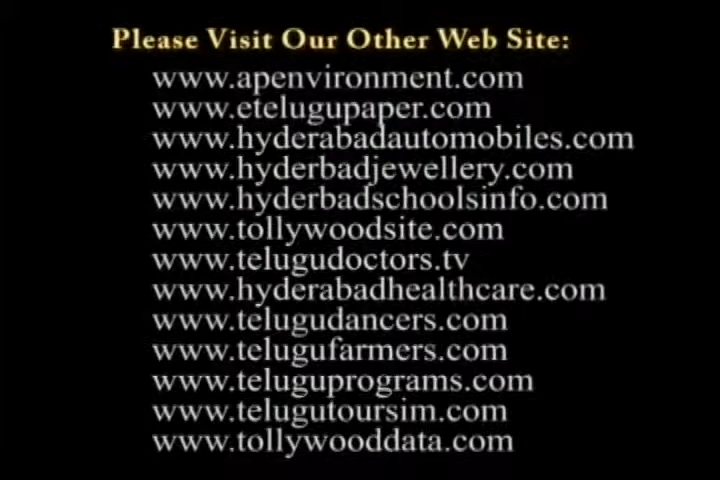 Please Visit Our Other Web Site:
www.apenvironment.com
www.etelugupaper.com
www.hyderabadautomobiles.com
www.hyderbadjewellery.com
www.hyderbadschoolsinfo.com
www.tollywoodsite.com
www.telugudoctors.tv
www.hyderabadhealthcare.com
www.telugudancers.com
www.telugufarmers.com
www.teluguprograms.com
www.telugutoursim.com
www.tollywooddata.com